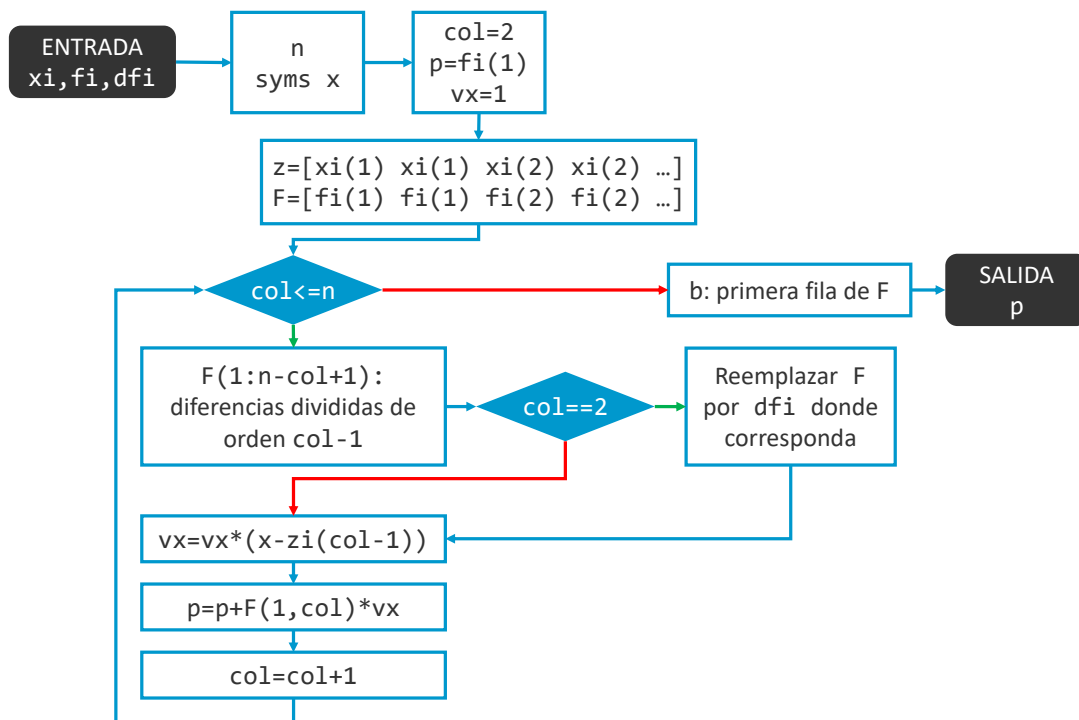 ENTRADA
xi,fi,dfi
n
syms x
col=2
p=fi(1)
vx=1
z=[xi(1) xi(1) xi(2) xi(2) …]
F=[fi(1) fi(1) fi(2) fi(2) …]
col<=n
b: primera fila de F
SALIDA
p
F(1:n-col+1):
diferencias divididas de
orden col-1
col==2
Reemplazar F
por dfi donde
corresponda
vx=vx*(x-zi(col-1))
p=p+F(1,col)*vx
col=col+1